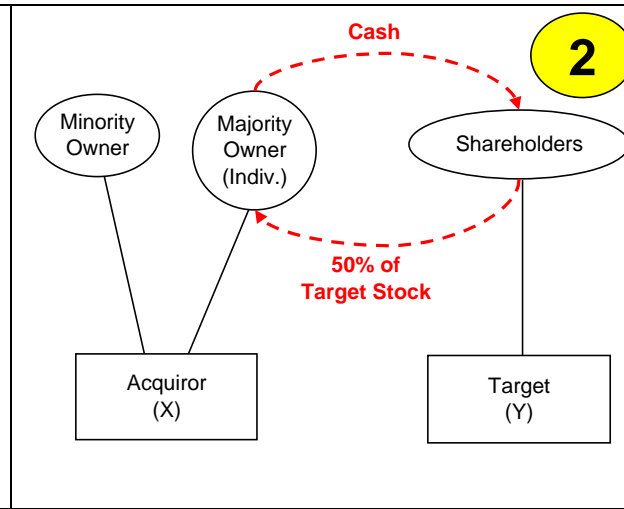 Cash
2
Minority
Owner
Majority
Owner
(Indiv.)
Shareholders
50% of
Target Stock
Acquiror
(X)
Target
(Y)